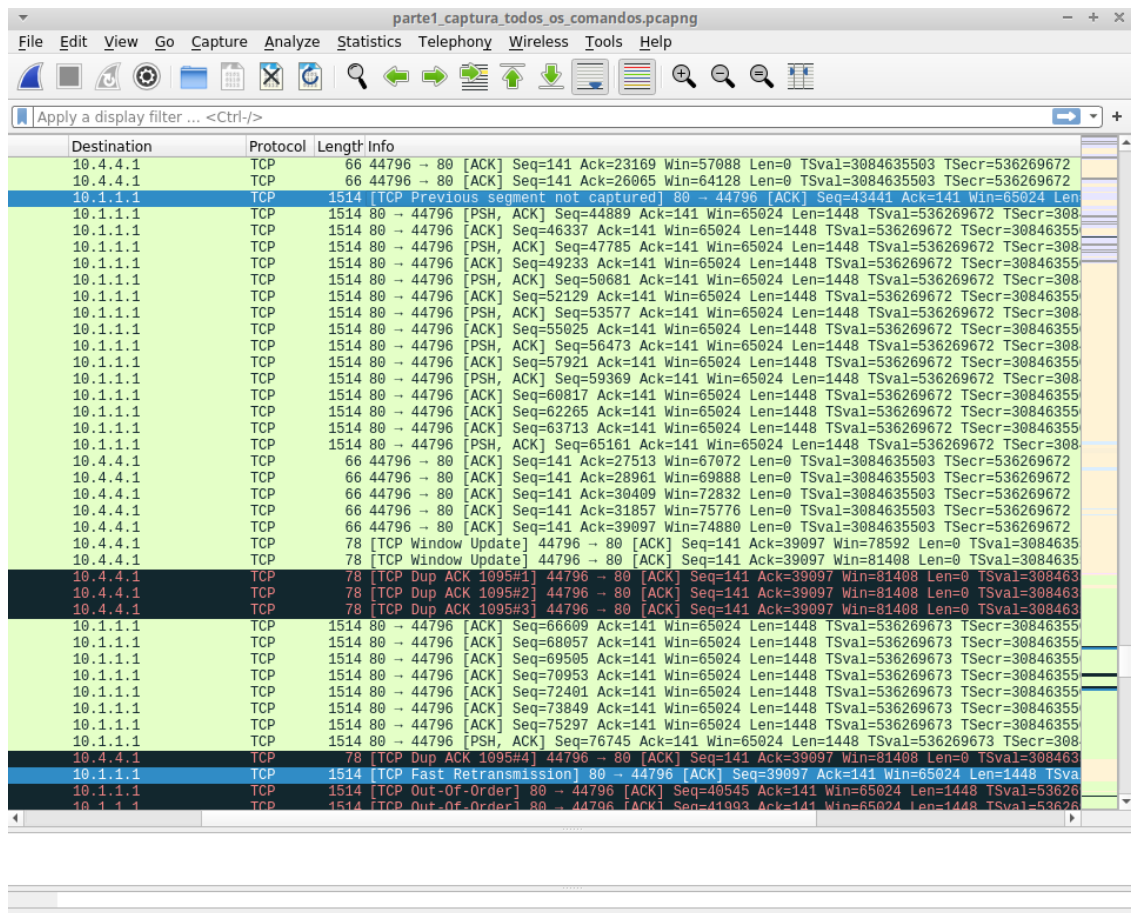 parte1_captura_todos_os_comandos.pcapng
File Edit View Go Capture Analyze Statistics Telephony Wireless Tools Help
Apply a display filter ... <Ctrl-/>
Destination Protocol Length Info
10.4.4.1 TCP 66 44796 → 80 [ACK] Seq=141 Ack=23169 Win=57088 Len=0 TSval=3084635503 TSecr=536269672
10.4.4.1 TCP 66 44796 → 80 [ACK] Seq=141 Ack=26065 Win=64128 Len=0 TSval=3084635503 TSecr=536269672
10.1.1.1 TCP 1514 [TCP Previous segment not captured] 80 → 44796 [ACK] Seq=43441 Ack=141 Win=65024 Len
10.1.1.1 TCP 1514 80 → 44796 [PSH, ACK] Seq=44889 Ack=141 Win=65024 Len=1448 TSval=536269672 TSecr=308
10.1.1.1 TCP 1514 80 → 44796 [ACK] Seq=46337 Ack=141 Win=65024 Len=1448 TSval=536269672 TSecr=30846355
10.1.1.1 TCP 1514 80 → 44796 [PSH, ACK] Seq=47785 Ack=141 Win=65024 Len=1448 TSval=536269672 TSecr=308
10.1.1.1 TCP 1514 80 → 44796 [ACK] Seq=49233 Ack=141 Win=65024 Len=1448 TSval=536269672 TSecr=30846355
10.1.1.1 TCP 1514 80 → 44796 [PSH, ACK] Seq=50681 Ack=141 Win=65024 Len=1448 TSval=536269672 TSecr=308
10.1.1.1 TCP 1514 80 → 44796 [ACK] Seq=52129 Ack=141 Win=65024 Len=1448 TSval=536269672 TSecr=30846355
10.1.1.1 TCP 1514 80 → 44796 [PSH, ACK] Seq=53577 Ack=141 Win=65024 Len=1448 TSval=536269672 TSecr=308
10.1.1.1 TCP 1514 80 → 44796 [ACK] Seq=55025 Ack=141 Win=65024 Len=1448 TSval=536269672 TSecr=30846355
10.1.1.1 TCP 1514 80 → 44796 [PSH, ACK] Seq=56473 Ack=141 Win=65024 Len=1448 TSval=536269672 TSecr=308
10.1.1.1 TCP 1514 80 → 44796 [ACK] Seq=57921 Ack=141 Win=65024 Len=1448 TSval=536269672 TSecr=30846355
10.1.1.1 TCP 1514 80 → 44796 [PSH, ACK] Seq=59369 Ack=141 Win=65024 Len=1448 TSval=536269672 TSecr=308
10.1.1.1 TCP 1514 80 → 44796 [ACK] Seq=60817 Ack=141 Win=65024 Len=1448 TSval=536269672 TSecr=30846355
10.1.1.1 TCP 1514 80 → 44796 [ACK] Seq=62265 Ack=141 Win=65024 Len=1448 TSval=536269672 TSecr=30846355
10.1.1.1 TCP 1514 80 → 44796 [ACK] Seq=63713 Ack=141 Win=65024 Len=1448 TSval=536269672 TSecr=30846355
10.1.1.1 TCP 1514 80 → 44796 [PSH, ACK] Seq=65161 Ack=141 Win=65024 Len=1448 TSval=536269672 TSecr=308
10.4.4.1 TCP 66 44796 → 80 [ACK] Seq=141 Ack=27513 Win=67072 Len=0 TSval=3084635503 TSecr=536269672
10.4.4.1 TCP 66 44796 → 80 [ACK] Seq=141 Ack=28961 Win=69888 Len=0 TSval=3084635503 TSecr=536269672
10.4.4.1 TCP 66 44796 → 80 [ACK] Seq=141 Ack=30409 Win=72832 Len=0 TSval=3084635503 TSecr=536269672
10.4.4.1 TCP 66 44796 → 80 [ACK] Seq=141 Ack=31857 Win=75776 Len=0 TSval=3084635503 TSecr=536269672
10.4.4.1 TCP 66 44796 → 80 [ACK] Seq=141 Ack=39097 Win=74880 Len=0 TSval=3084635503 TSecr=536269672
10.4.4.1 TCP 78 [TCP Window Update] 44796 → 80 [ACK] Seq=141 Ack=39097 Win=78592 Len=0 TSval=3084635
10.4.4.1 TCP 78 [TCP Window Update] 44796 → 80 [ACK] Seq=141 Ack=39097 Win=81408 Len=0 TSval=3084635
10.4.4.1 TCP 78 [TCP Dup ACK 1095#1] 44796 → 80 [ACK] Seq=141 Ack=39097 Win=81408 Len=0 TSval=308463
10.4.4.1 TCP 78 [TCP Dup ACK 1095#2] 44796 → 80 [ACK] Seq=141 Ack=39097 Win=81408 Len=0 TSval=308463
10.4.4.1 TCP 78 [TCP Dup ACK 1095#3] 44796 → 80 [ACK] Seq=141 Ack=39097 Win=81408 Len=0 TSval=308463
10.1.1.1 TCP 1514 80 → 44796 [ACK] Seq=66609 Ack=141 Win=65024 Len=1448 TSval=536269673 TSecr=30846355
10.1.1.1 TCP 1514 80 → 44796 [ACK] Seq=68057 Ack=141 Win=65024 Len=1448 TSval=536269673 TSecr=30846355
10.1.1.1 TCP 1514 80 → 44796 [ACK] Seq=69505 Ack=141 Win=65024 Len=1448 TSval=536269673 TSecr=30846355
10.1.1.1 TCP 1514 80 → 44796 [ACK] Seq=70953 Ack=141 Win=65024 Len=1448 TSval=536269673 TSecr=30846355
10.1.1.1 TCP 1514 80 → 44796 [ACK] Seq=72401 Ack=141 Win=65024 Len=1448 TSval=536269673 TSecr=30846355
10.1.1.1 TCP 1514 80 → 44796 [ACK] Seq=73849 Ack=141 Win=65024 Len=1448 TSval=536269673 TSecr=30846355
10.1.1.1 TCP 1514 80 → 44796 [ACK] Seq=75297 Ack=141 Win=65024 Len=1448 TSval=536269673 TSecr=30846355
10.1.1.1 TCP 1514 80 → 44796 [PSH, ACK] Seq=76745 Ack=141 Win=65024 Len=1448 TSval=536269673 TSecr=308
10.4.4.1 TCP 78 [TCP Dup ACK 1095#4] 44796 → 80 [ACK] Seq=141 Ack=39097 Win=81408 Len=0 TSval=308463
10.1.1.1 TCP 1514 [TCP Fast Retransmission] 80 → 44796 [ACK] Seq=39097 Ack=141 Win=65024 Len=1448 TSva
10.1.1.1 TCP 1514 [TCP Out-Of-Order] 80 → 44796 [ACK] Seq=40545 Ack=141 Win=65024 Len=1448 TSval=53626
10.1.1.1 TCP 1514 [TCP Out-Of-Order] 80 → 44796 [ACK] Seq=41993 Ack=141 Win=65024 Len=1448 TSval=53626